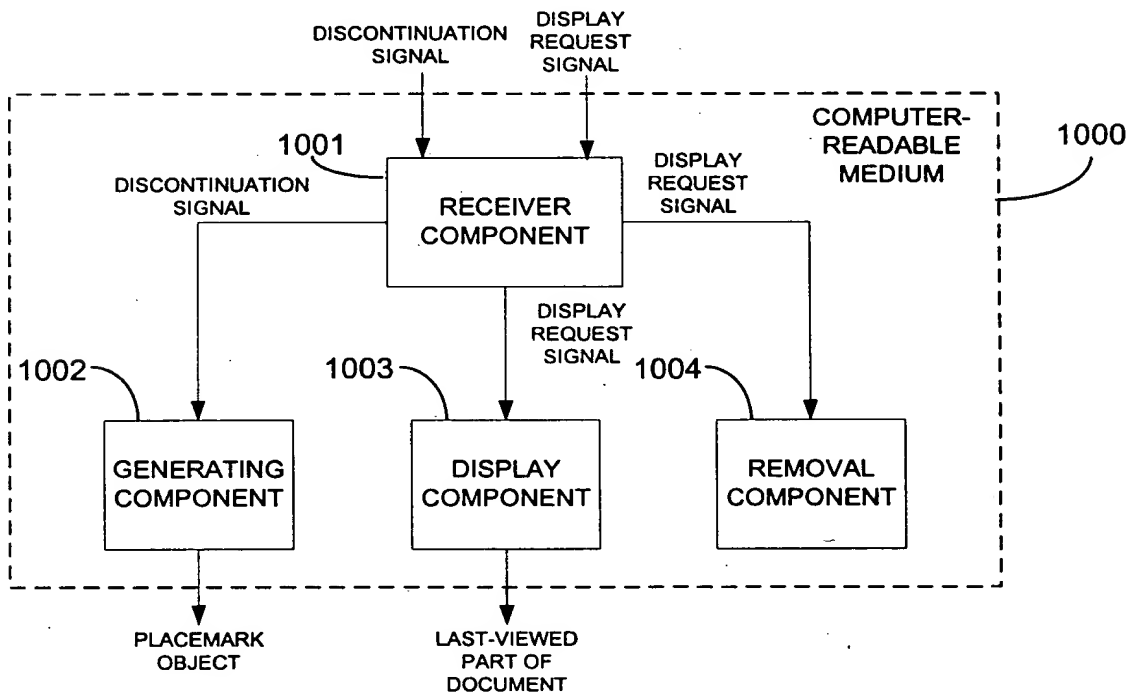 DISCONTINUATION
SIGNAL
DISPLAY
REQUEST
SIGNAL
COMPUTER-
READABLE
MEDIUM
1000
1001
DISCONTINUATION
SIGNAL
RECEIVER
COMPONENT
DISPLAY
REQUEST
SIGNAL
DISPLAY
REQUEST
SIGNAL
1002
1003
1004
GENERATING
COMPONENT
DISPLAY
COMPONENT
REMOVAL
COMPONENT
PLACEMARK
OBJECT
LAST-VIEWED
PART OF
DOCUMENT